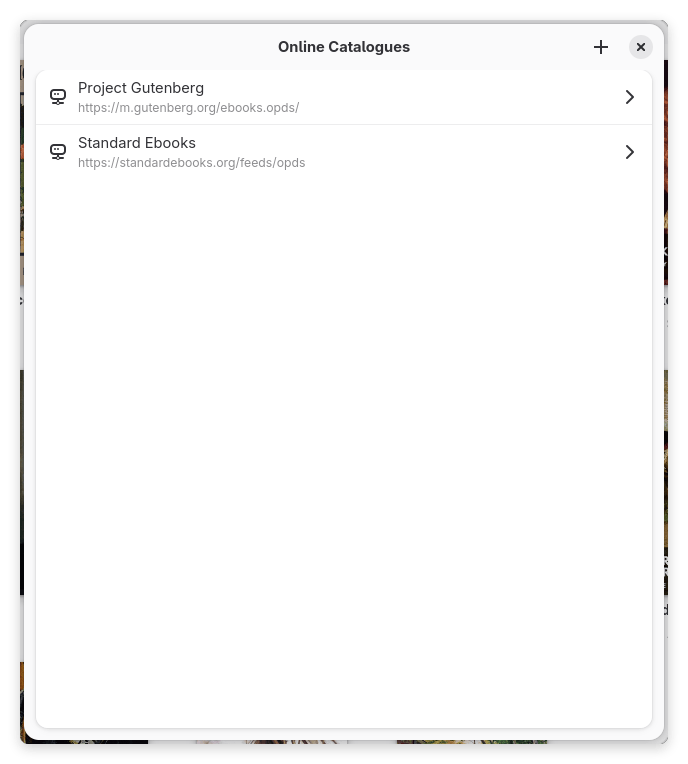 Online Catalogues
Project Gutenberg
https://m.gutenberg.org/ebooks.opds/
Standard Ebooks
https://standardebooks.org/feeds/opds